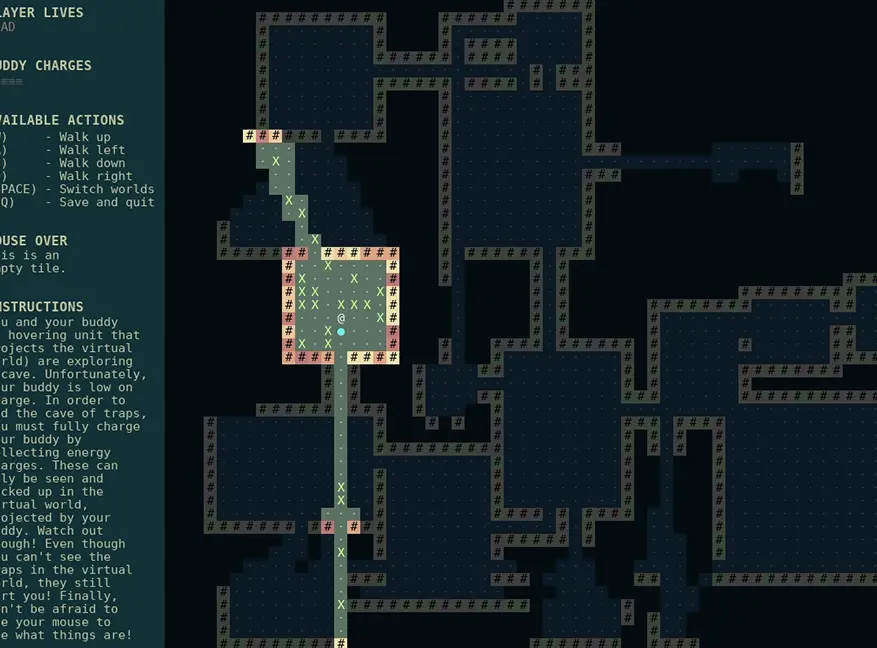 LAYER LIVES
AD
UDDY CHARGES
===
VAILABLE ACTIONS
) - Walk up
) - Walk left
) - Walk down
) - Walk right
PACE) - Switch worlds
Q) - Save and quit
OUSE OVER
is is an
pty tile.
NSTRUCTIONS
u and your buddy
hovering unit that
ojects the virtual
rld) are exploring
cave. Unfortunately,
ur buddy is low on
arge. In order to
d the cave of traps,
u must fully charge
ur buddy by
llecting energy
arges. These can
ly be seen and
cked up in the
rtual world,
ojected by your
ddy. Watch out
ough! Even though
u can't see the
aps in the virtual
rld, they still
rt you! Finally,
n't be afraid to
e your mouse to
e what things are!